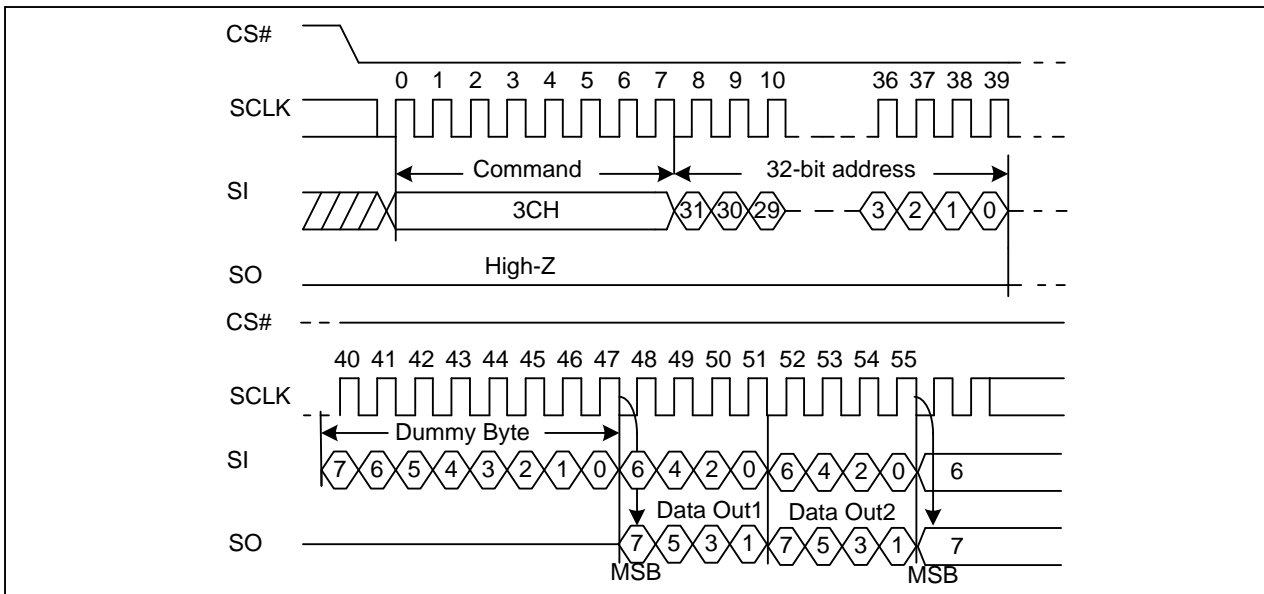 CS#
0 1 2 3 4 5 6 7 8 9 10 36 37 38 39
SCLK
Command 32-bit address
SI 3CH 31 30 29 3 2 1 0
High-Z
SO
CS#
40 41 42 43 44 45 46 47 48 49 50 51 52 53 54 55
SCLK
Dummy Byte
SI 7 6 5 4 3 2 1 0 6 4 2 0 6 4 2 0 6
Data Out1 Data Out2
SO 7 5 3 1 7 5 3 1 7
MSB MSB